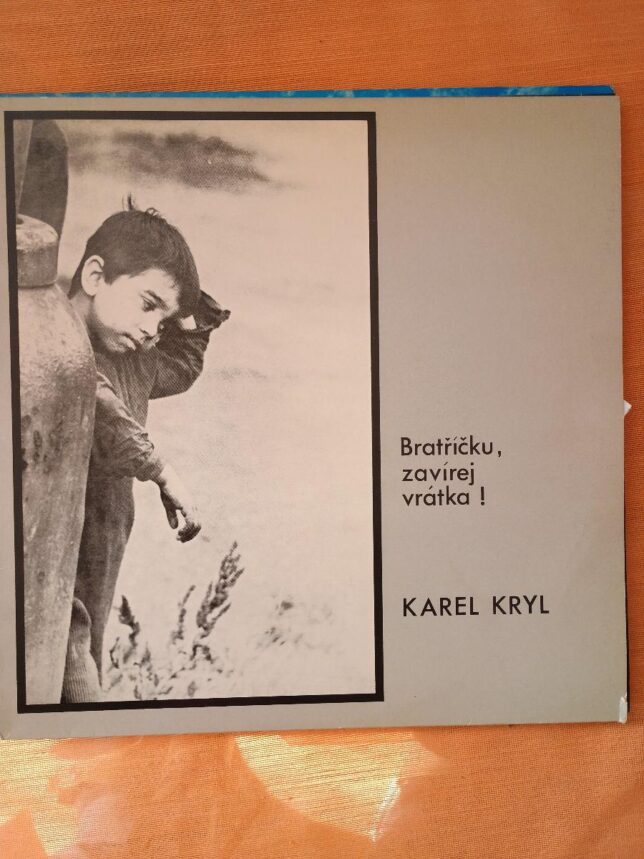 Bratříčku,
zavírej
vrátka !
KAREL KRYL